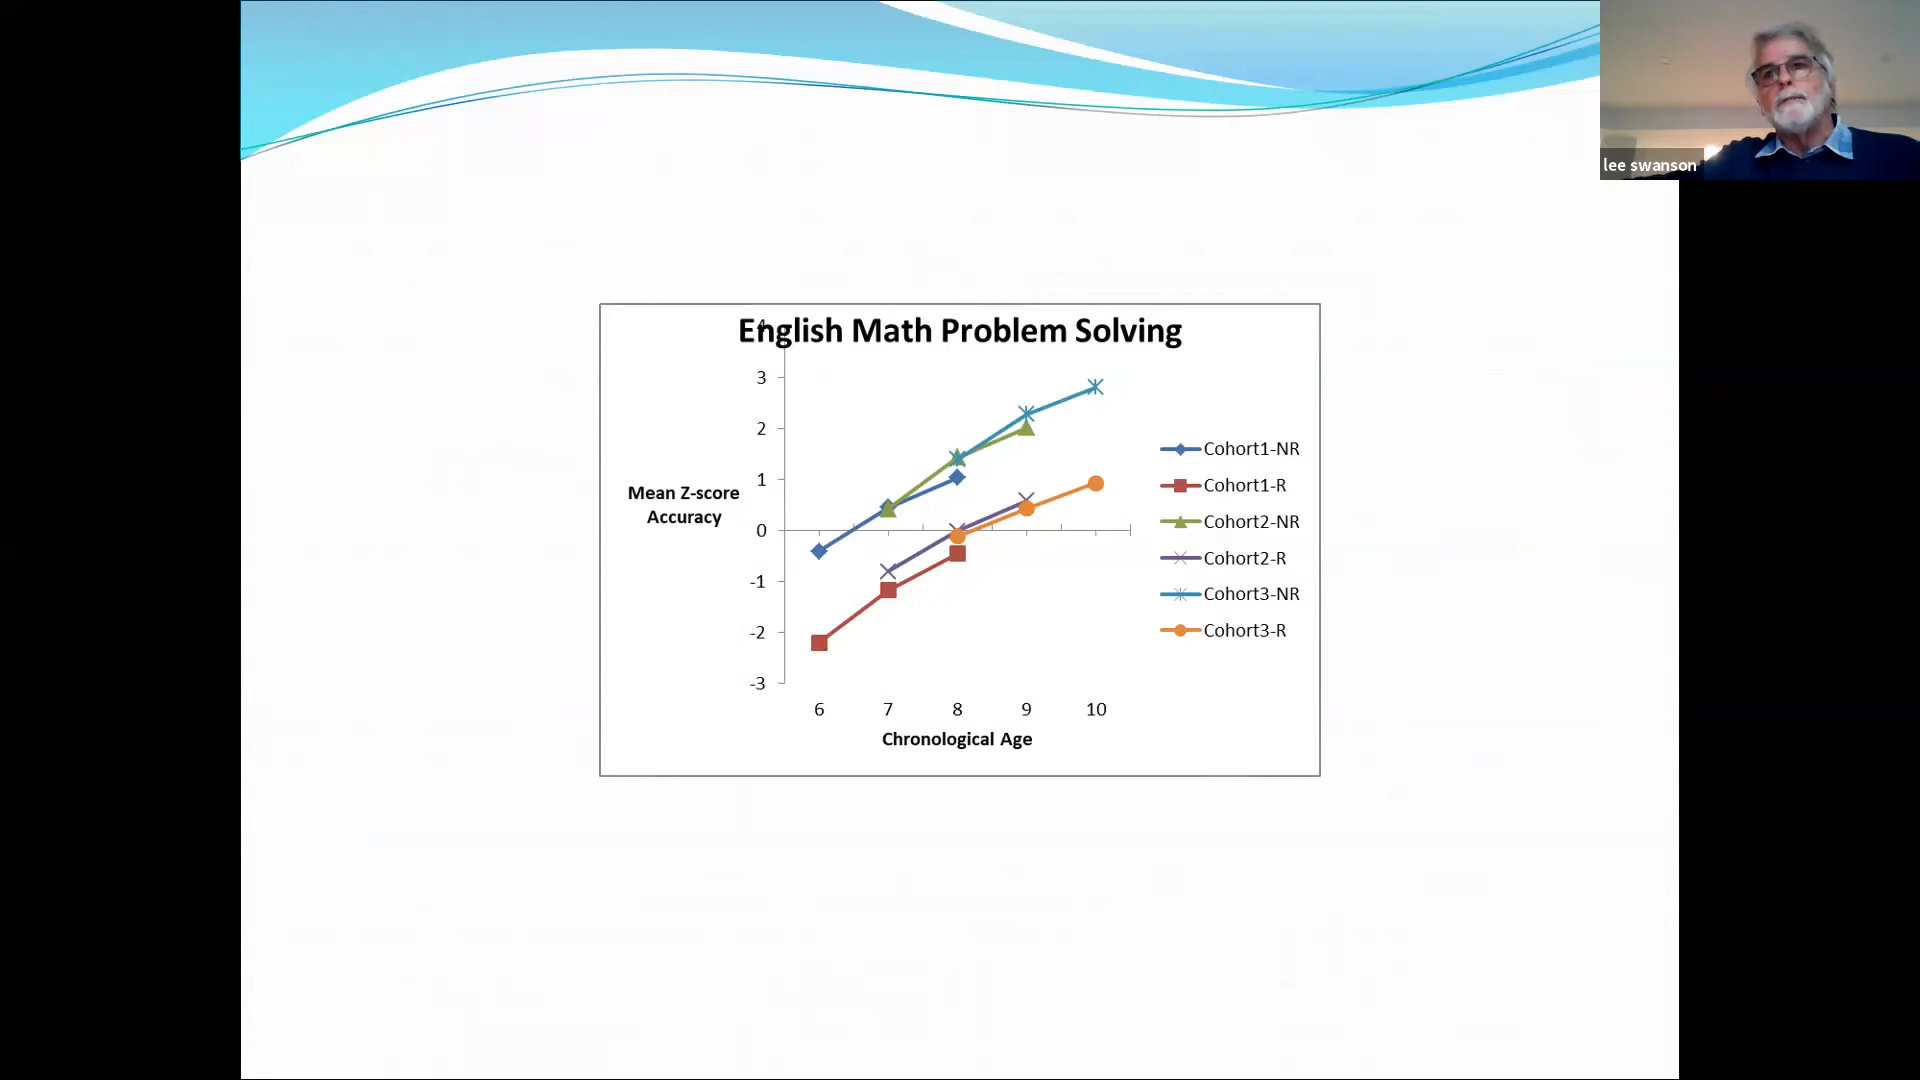 lee swanson
English Math Problem Solving
4
3
2
1
0
-1
-2
-3
Mean Z-score
Accuracy
6 7 8 9 10
Chronological Age
Cohort1-NR
Cohort1-R
Cohort2-NR
Cohort2-R
Cohort3-NR
Cohort3-R